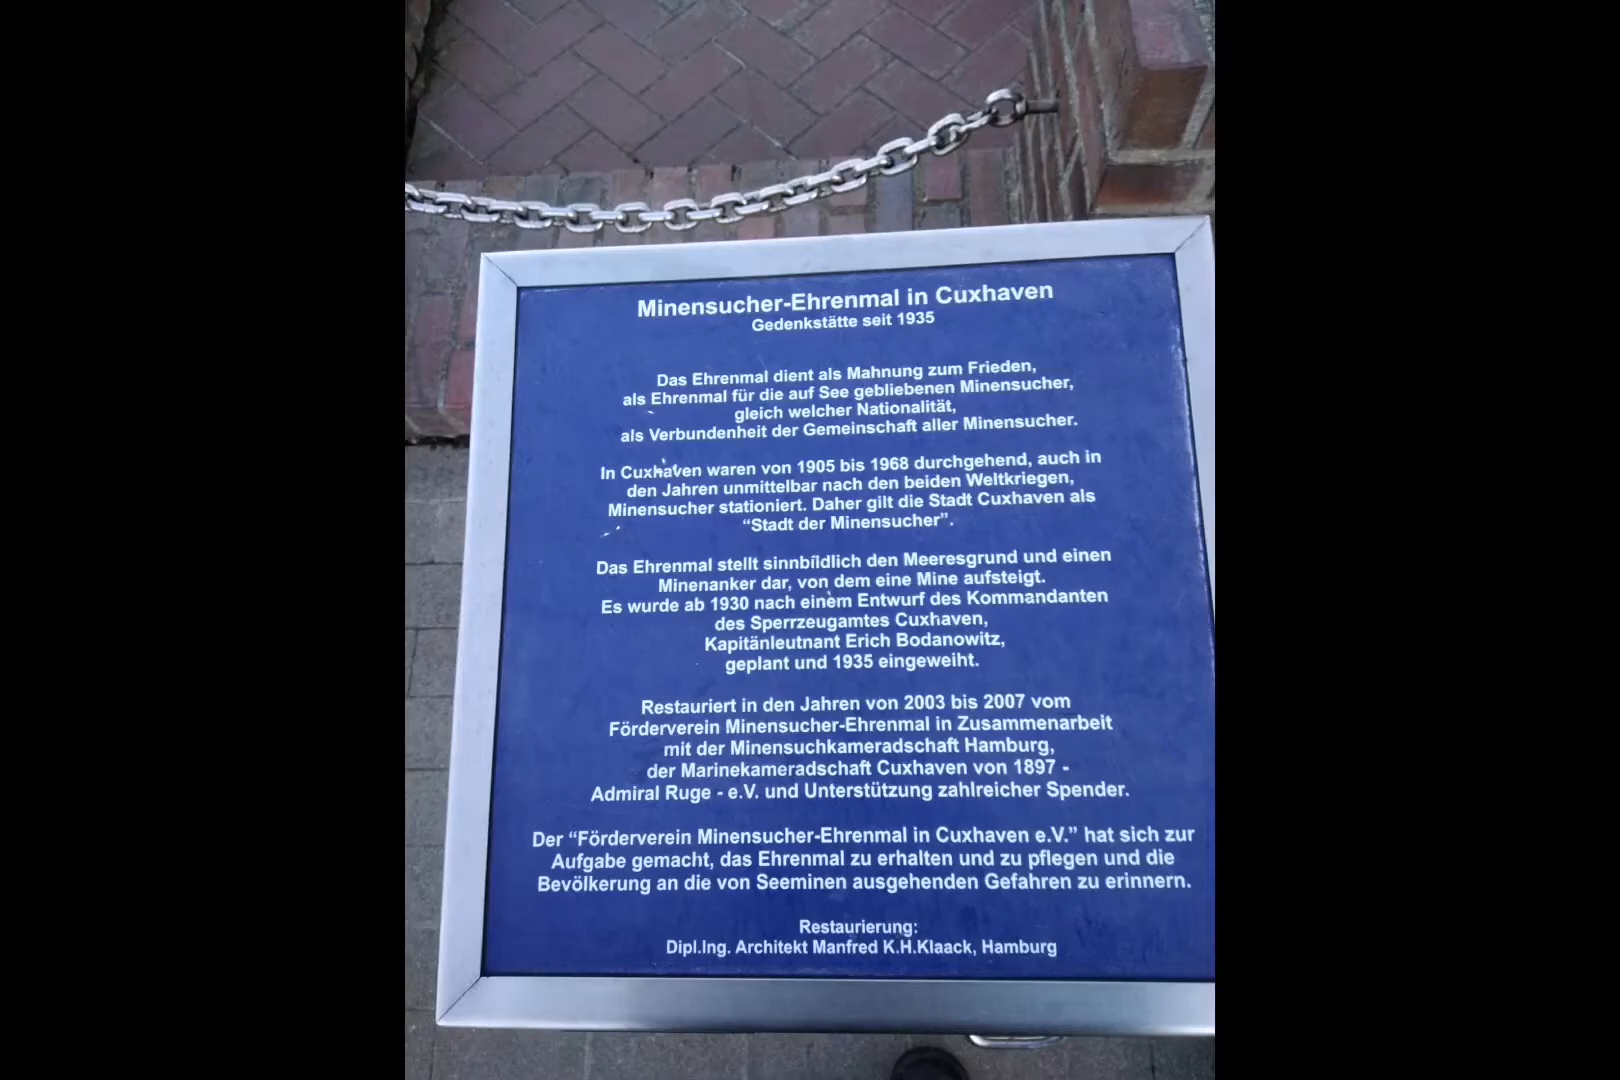 Minensucher-Ehrenmal in Cuxhaven
Gedenkstätte seit 1935
Das Ehrenmal dient als Mahnung zum Frieden,
als Ehrenmal für die auf See gebliebenen Minensucher,
gleich welcher Nationalität,
als Verbundenheit der Gemeinschaft aller Minensucher.
In Cuxhaven waren von 1905 bis 1968 durchgehend, auch in
den Jahren unmittelbar nach den beiden Weltkriegen,
Minensucher stationiert. Daher gilt die Stadt Cuxhaven als
“Stadt der Minensucher”.
Das Ehrenmal stellt sinnbildlich den Meeresgrund und einen
Minenanker dar, von dem eine Mine aufsteigt.
Es wurde ab 1930 nach einem Entwurf des Kommandanten
des Sperrzeugamtes Cuxhaven,
Kapitänleutnant Erich Bodanowitz,
geplant und 1935 eingeweiht.
Restauriert in den Jahren von 2003 bis 2007 vom
Förderverein Minensucher-Ehrenmal in Zusammenarbeit
mit der Minensuchkameradschaft Hamburg,
der Marinekameradschaft Cuxhaven von 1897 -
Admiral Ruge - e.V. und Unterstützung zahlreicher Spender.
Der “Förderverein Minensucher-Ehrenmal in Cuxhaven e.V.” hat sich zur
Aufgabe gemacht, das Ehrenmal zu erhalten und zu pflegen und die
Bevölkerung an die von Seeminen ausgehenden Gefahren zu erinnern.
Restaurierung:
Dipl.Ing. Architekt Manfred K.H.Klaack, Hamburg